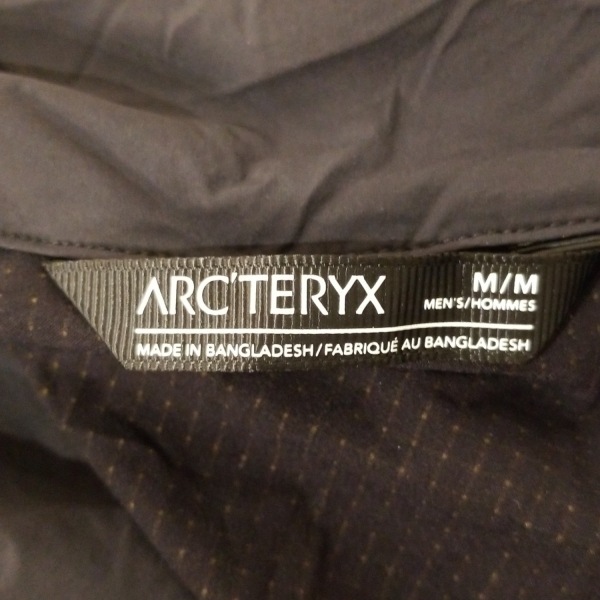 ARC'TERYX
M/M
MEN'S/HOMMES
MADE IN BANGLADESH/FABRIQUÉ AU BANGLADESH